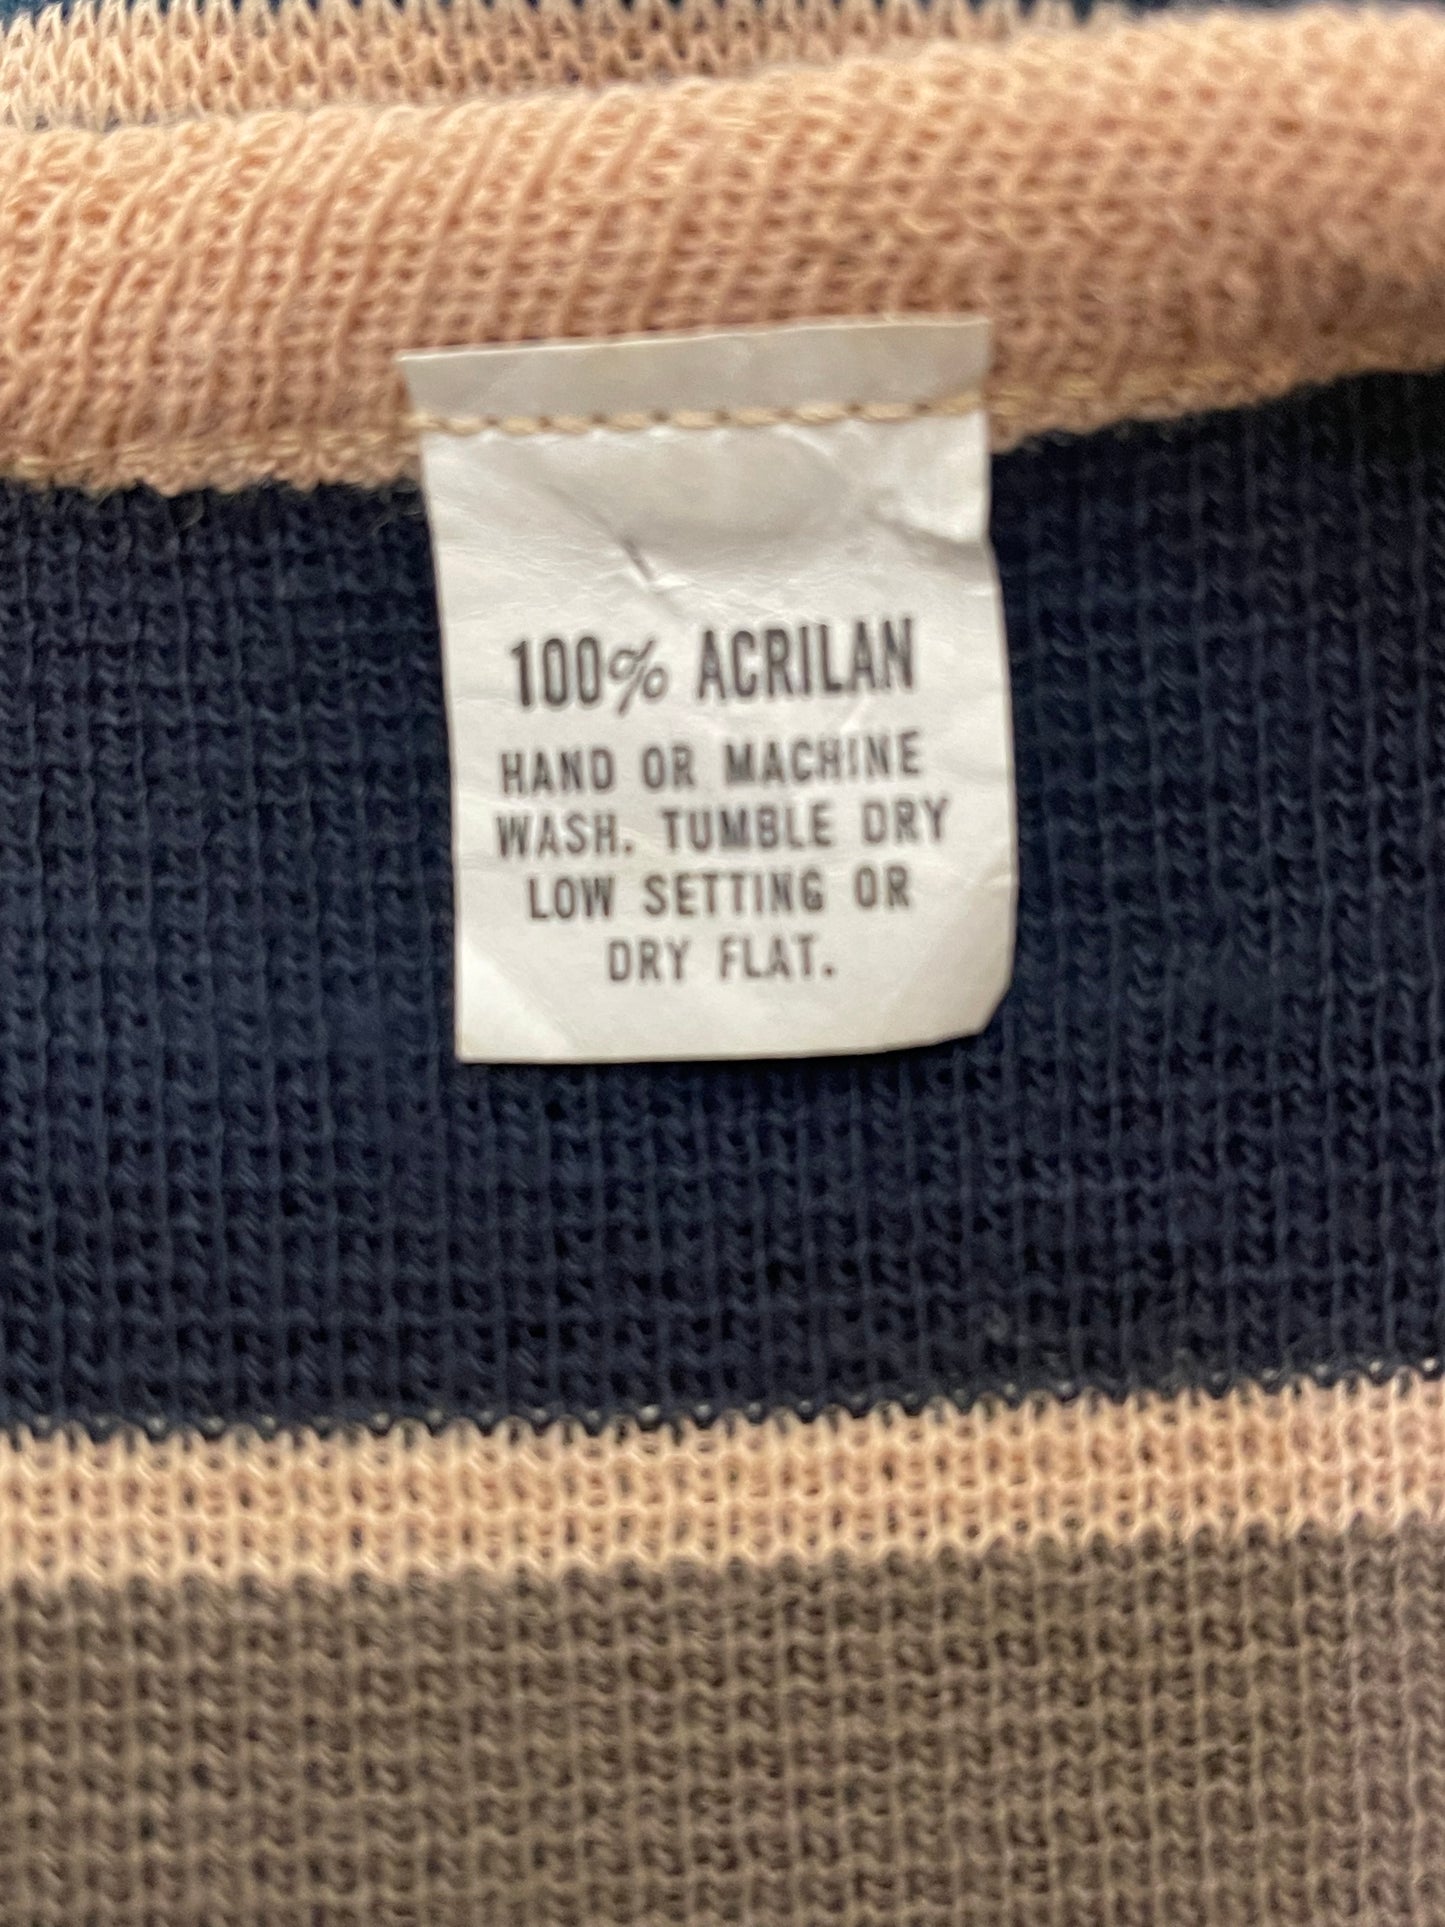 100% ACRILAN
HAND OR MACHINE
WASH. TUMBLE DRY
LOW SETTING OR
DRY FLAT.